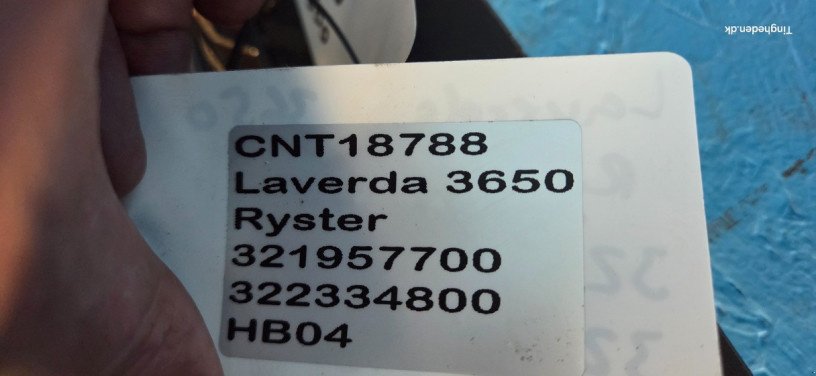 CNT18788
Laverda 3650
Ryster
321957700
322334800
HB04
Tingheden.dk